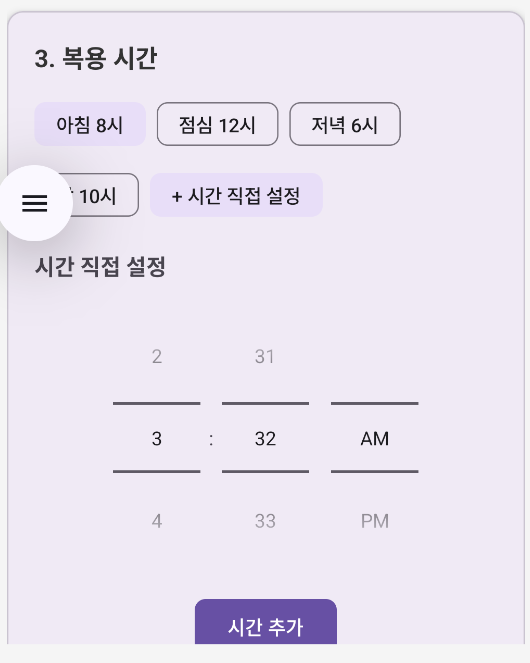 3. 복용 시간
아침 8시 점심 12시 저녁 6시
10시 + 시간 직접 설정
시간 직접 설정
2 31
3 : 32 AM
4 33 PM
시간 추가